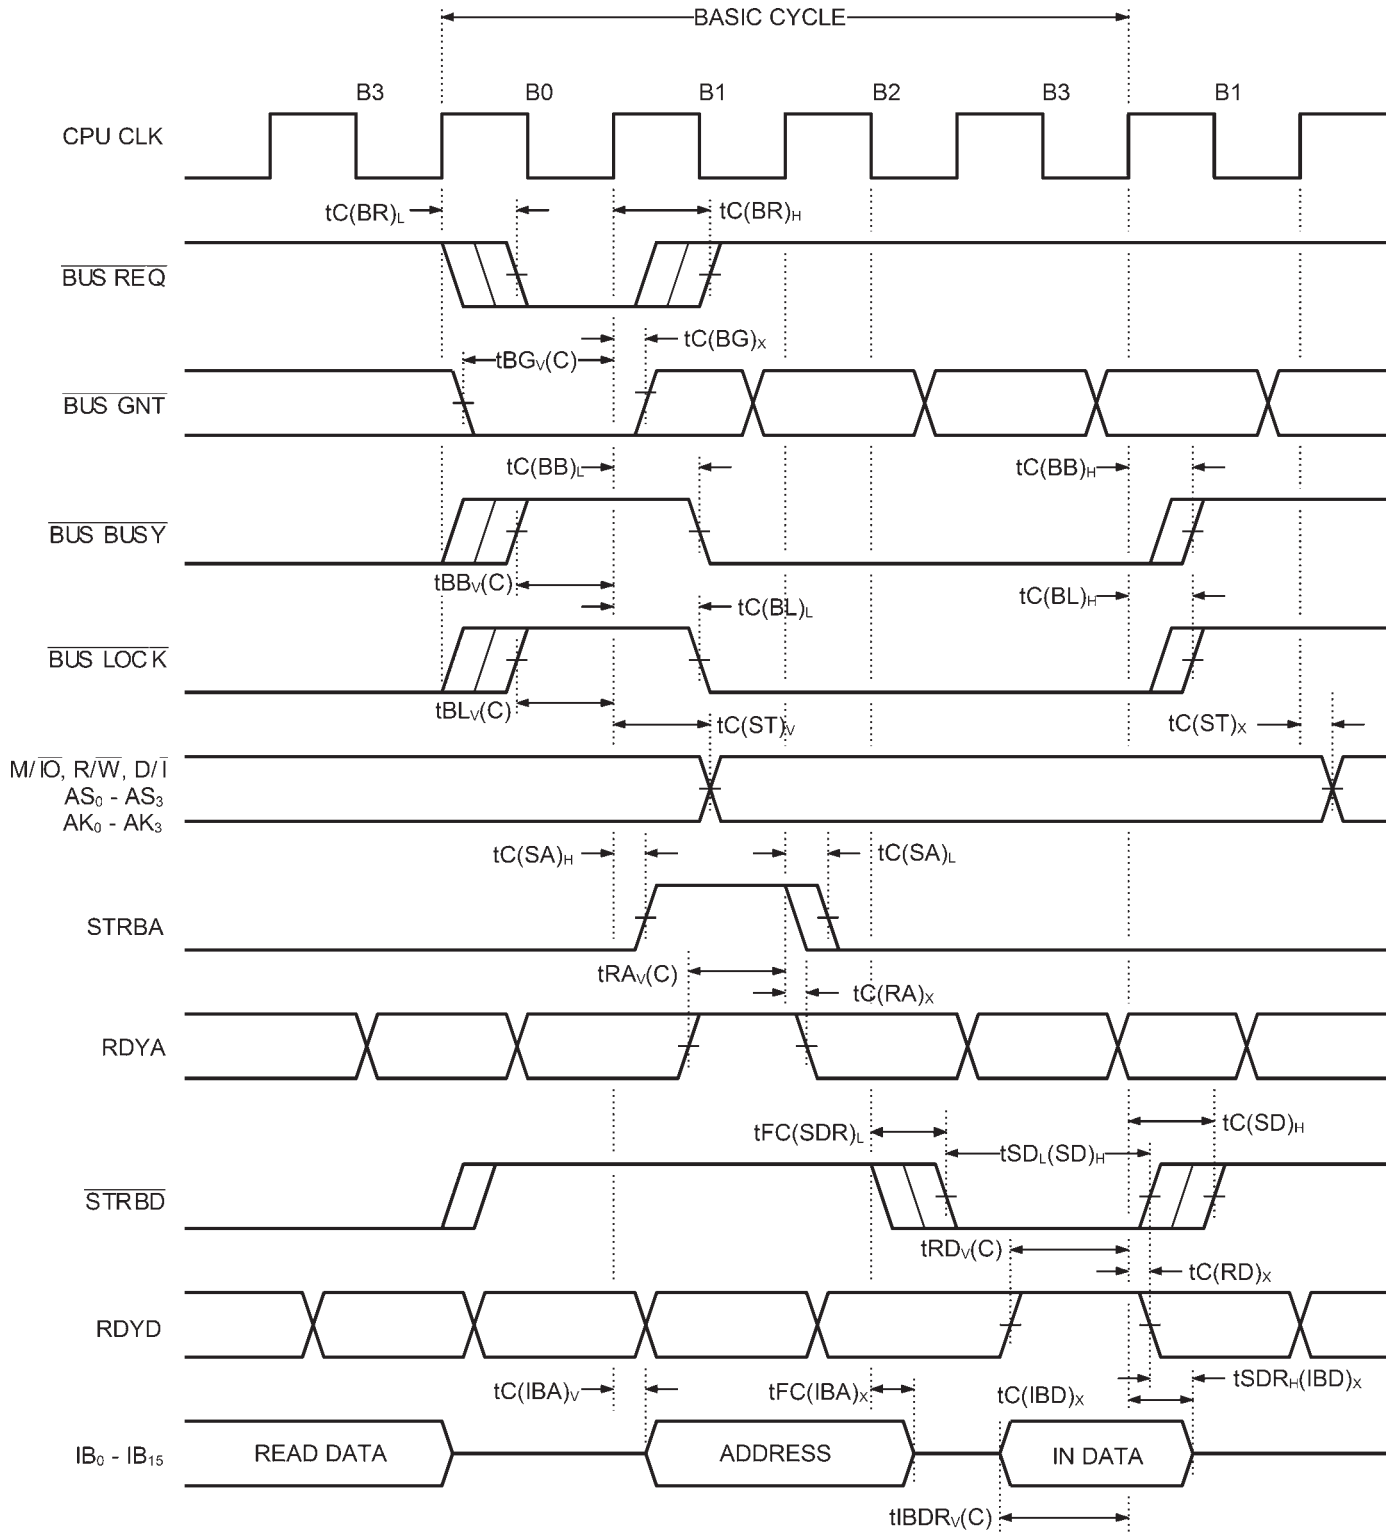 BASIC CYCLE
B3 B0 B1 B2 B3 B1
CPU CLK
tC(BR)L tC(BR)H
BUS REQ
tC(BG)X
tBGV(C)
BUS GNT
tC(BB)L tC(BB)H
BUS BUSY
tBBV(C)
tC(BL)L tC(BL)H
BUS LOCK
tBLV(C)
tC(ST)V tC(ST)X
M/IO, R/W, D/I
AS0 - AS3
AK0 - AK3
tC(SA)H tC(SA)L
STRBA
tRAV(C)
tC(RA)X
RDYA
tFC(SDR)L tC(SD)H
tSDL(SD)H
STRBD
tRDV(C)
tC(RD)X
RDYD
tC(IBA)V tFC(IBA)X tC(IBD)X tSDRH(IBD)X
IB0 - IB15 READ DATA ADDRESS IN DATA
tIBDRV(C)